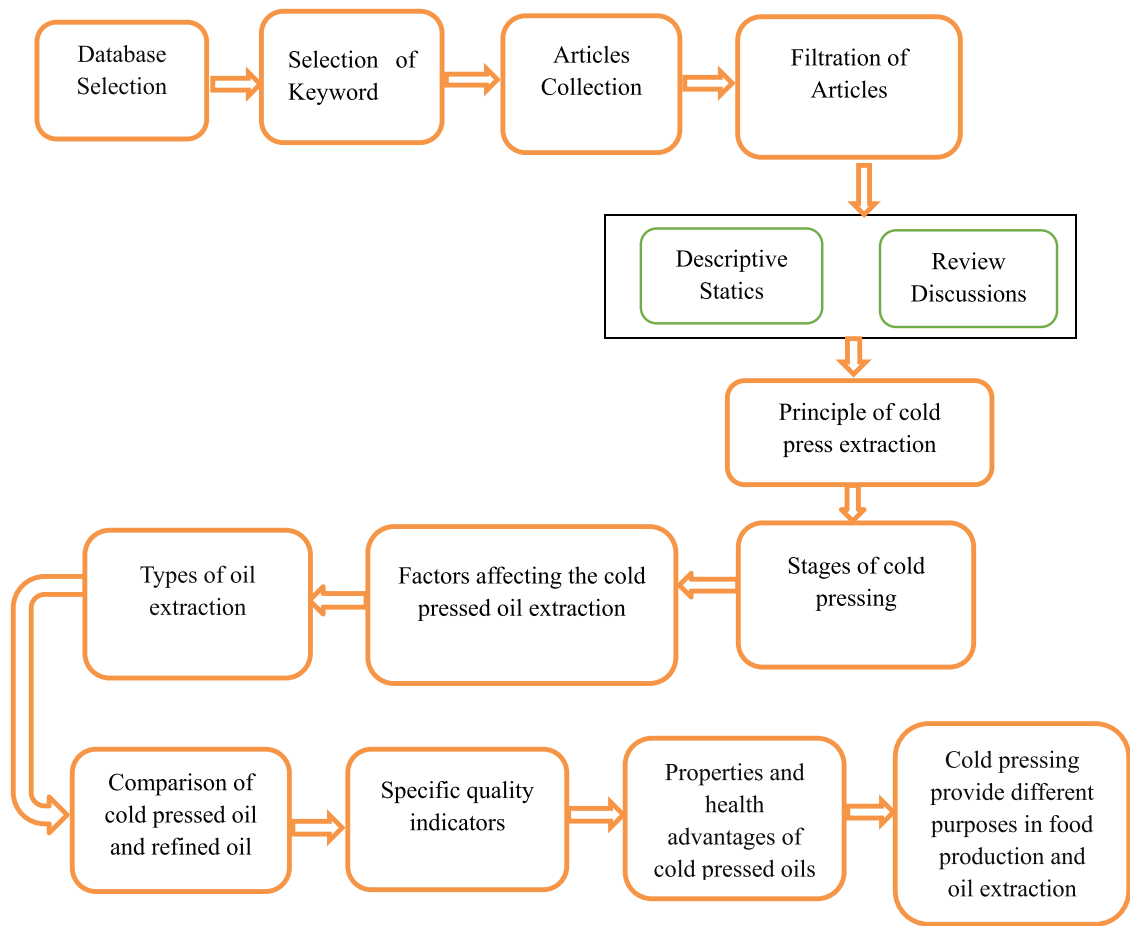 Database
Selection
Selection of
Keyword
Articles
Collection
Filtration of
Articles
Descriptive
Statics
Review
Discussions
Principle of cold
press extraction
Stages of cold
pressing
Factors affecting the cold
pressed oil extraction
Types of oil
extraction
Comparison of
cold pressed oil
and refined oil
Specific quality
indicators
Properties and
health
advantages of
cold pressed oils
Cold pressing
provide different
purposes in food
production and
oil extraction